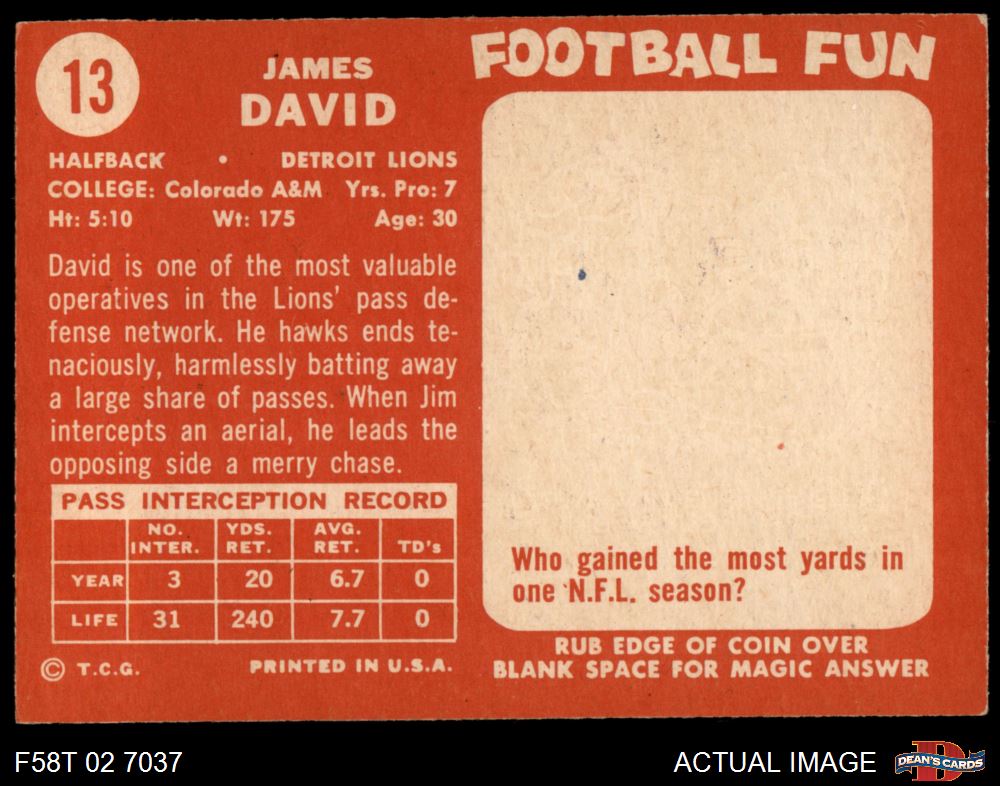 13
JAMES
DAVID
HALFBACK • DETROIT LIONS
COLLEGE: Colorado A&M Yrs. Pro: 7
Ht: 5:10 Wt: 175 Age: 30
David is one of the most valuable
operatives in the Lions' pass de-
fense network. He hawks ends te-
naciously, harmlessly batting away
a large share of passes. When Jim
intercepts an aerial, he leads the
opposing side a merry chase.
PASS INTERCEPTION RECORD
NO. INTER. YDS. RET. AVG. RET. TD's
YEAR 3 20 6.7 0
LIFE 31 240 7.7 0
© T.C.G. PRINTED IN U.S.A.
FOOTBALL FUN
Who gained the most yards in
one N.F.L. season?
RUB EDGE OF COIN OVER
BLANK SPACE FOR MAGIC ANSWER
F58T 02 7037
ACTUAL IMAGE
D
DEAN'S CARDS